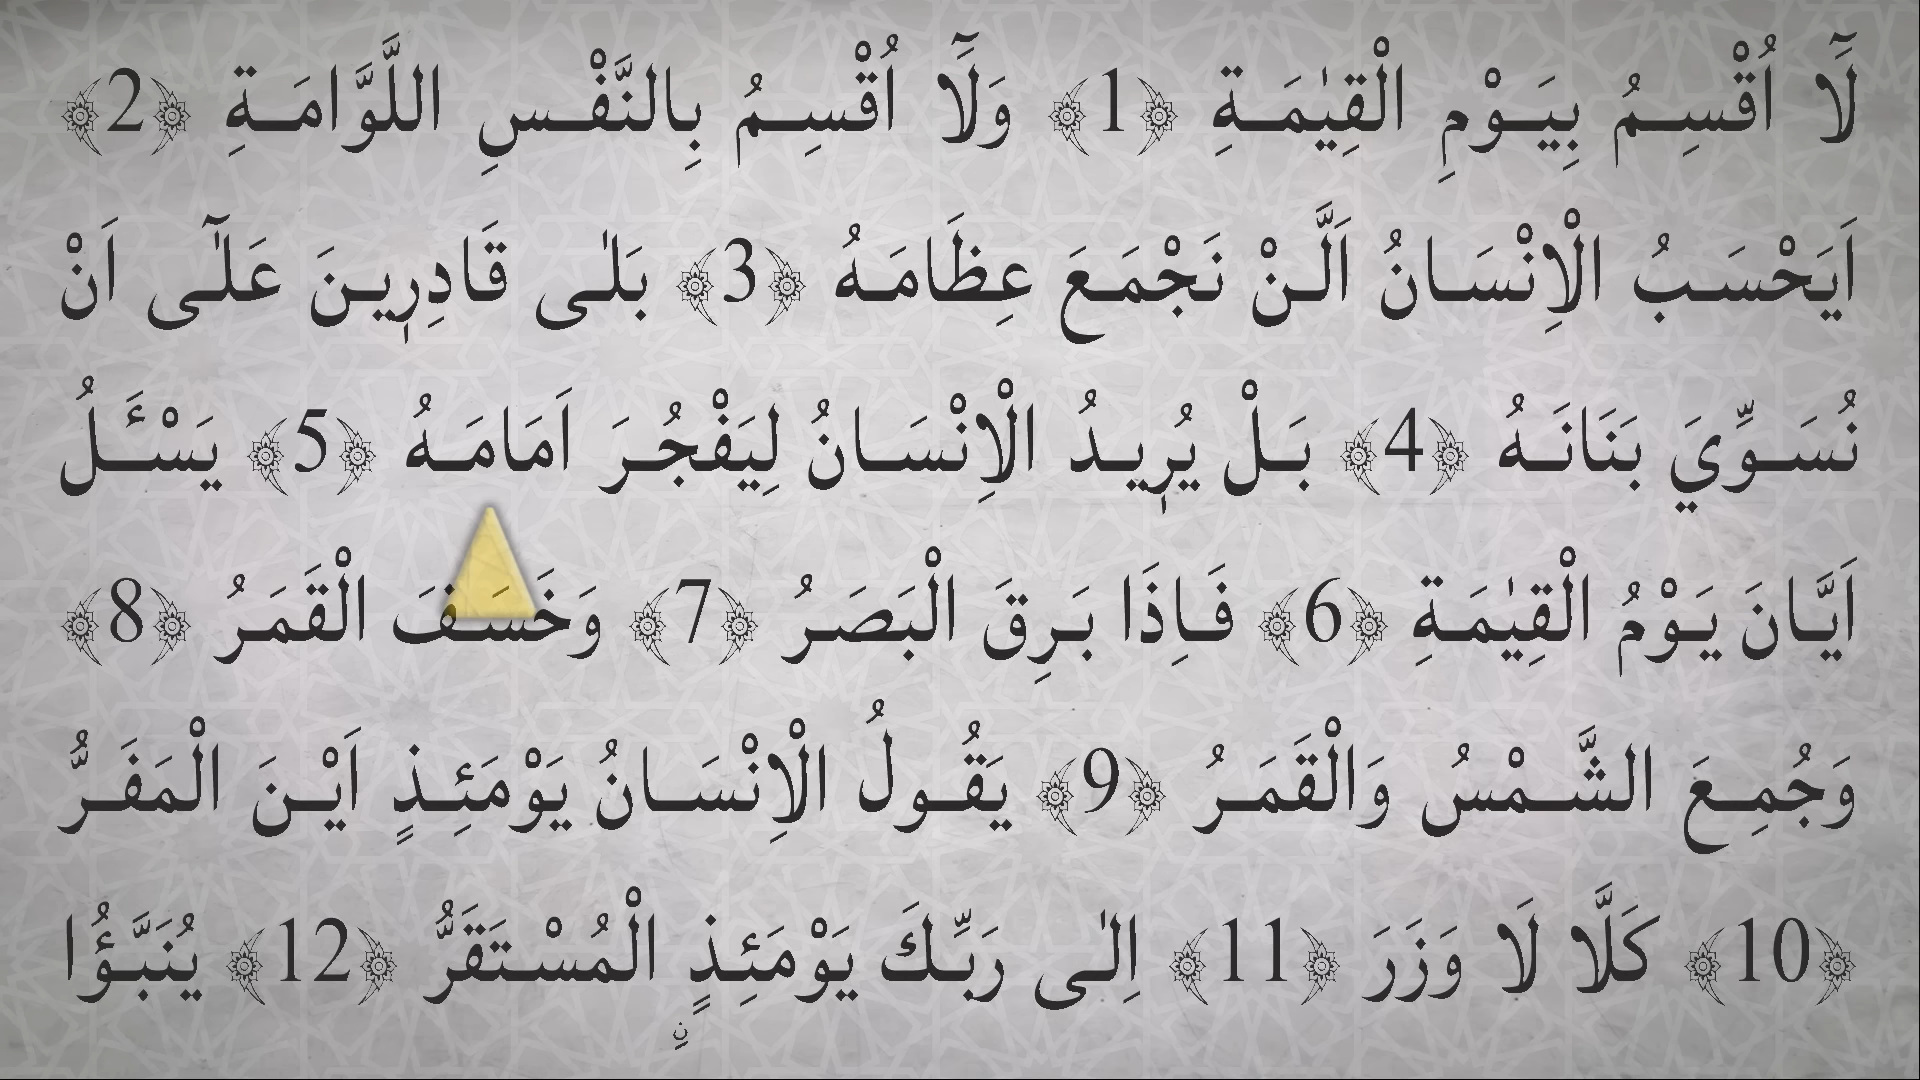 لَٓا اُقْسِمُ بِيَوْمِ الْقِيٰمَةِ ﴿1﴾ وَلَٓا اُقْسِمُ بِالنَّفْسِ اللَّوَّامَةِ ﴿2﴾
اَيَحْسَبُ الْاِنْسَانُ اَلَّنْ نَجْمَعَ عِظَامَهُ ﴿3﴾ بَلٰى قَادِرٖينَ عَلٰٓى اَنْ
نُسَوِّيَ بَنَانَهُ ﴿4﴾ بَلْ يُرٖيدُ الْاِنْسَانُ لِيَفْجُرَ اَمَامَهُ ﴿5﴾ يَسْـَٔلُ
اَيَّانَ يَوْمُ الْقِيٰمَةِ ﴿6﴾ فَاِذَا بَرِقَ الْبَصَرُ ﴿7﴾ وَخَسَفَ الْقَمَرُ ﴿8﴾
وَجُمِعَ الشَّمْسُ وَالْقَمَرُ ﴿9﴾ يَقُولُ الْاِنْسَانُ يَوْمَئِذٍ اَيْنَ الْمَفَرُّ
﴿10﴾ كَلَّا لَا وَزَرَ ﴿11﴾ اِلٰى رَبِّكَ يَوْمَئِذٍۨ الْمُسْتَقَرُّ ﴿12﴾ يُنَبَّؤُا